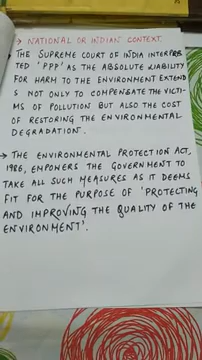 → NATIONAL OR INDIAN CONTEXT.
→ THE SUPREME COURT OF INDIA INTERPRE
TED 'PPP' AS THE ABSOLUTE LIABILITY
FOR HARM TO THE ENVIRONMENT EXTEND
S NOT ONLY TO COMPENSATE THE VICTI-
MS OF POLLUTION BUT ALSO THE COST
OF RESTORING THE ENVIRONMENTAL
DEGRADATION.
→ THE ENVIRONMENTAL PROTECTION ACT,
1986, EMPOWERS THE GOVERNMENT TO
TAKE ALL SUCH MEASURES AS IT DEEMS
FIT FOR THE PURPOSE OF 'PROTECTING
AND IMPROVING THE QUALITY OF THE
ENVIRONMENT'.